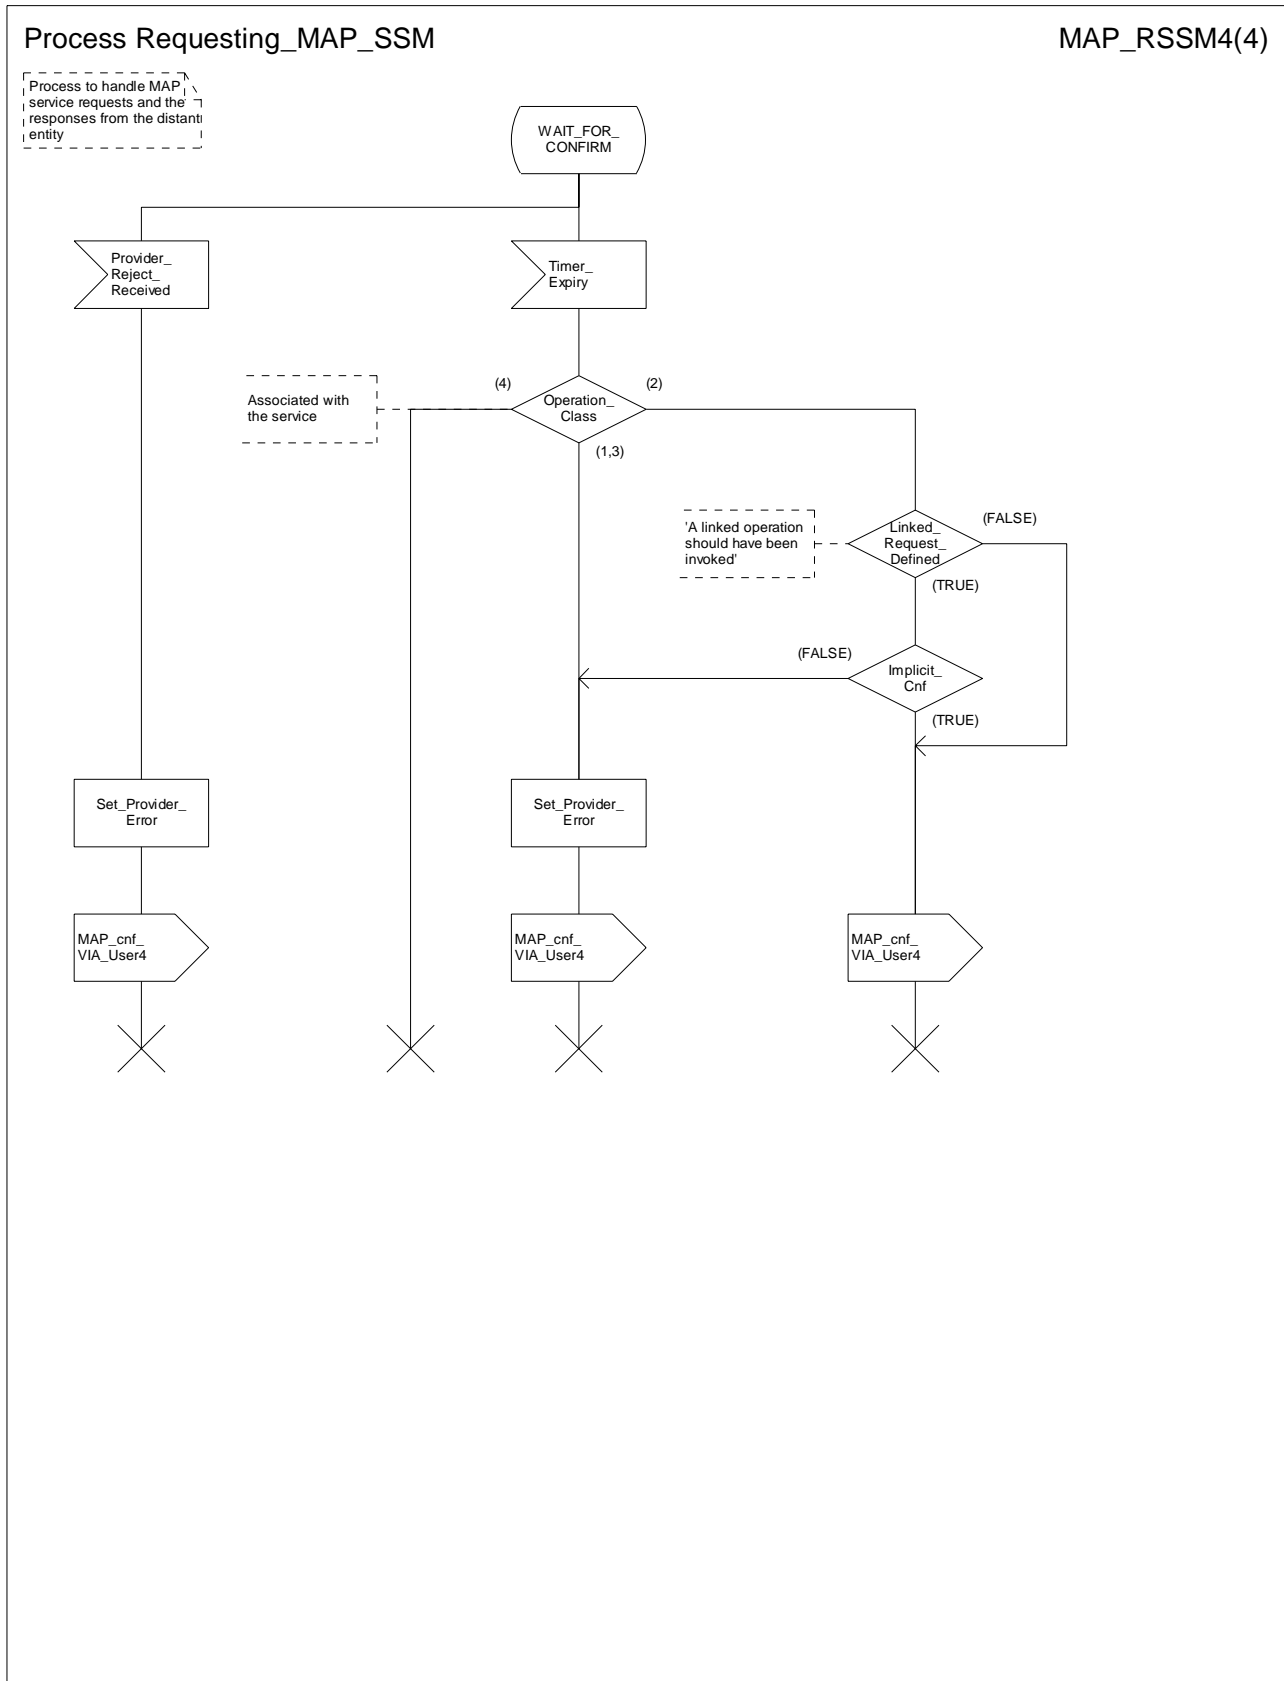 Process Requesting_MAP_SSM
MAP_RSSM4(4)
Process to handle MAP
service requests and the
responses from the distant
entity
WAIT_FOR_
CONFIRM
Provider_
Reject_
Received
Timer_
Expiry
Associated with
the service
(4)
Operation_
Class
(2)
(1,3)
'A linked operation
should have been
invoked'
Linked_
Request_
Defined
(FALSE)
(TRUE)
(FALSE)
Implicit_
Cnf
(TRUE)
Set_Provider_
Error
Set_Provider_
Error
MAP_cnf_
VIA_User4
MAP_cnf_
VIA_User4
MAP_cnf_
VIA_User4